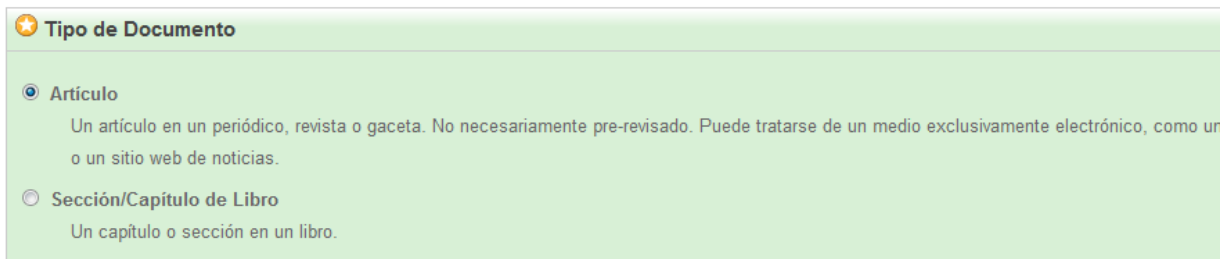 Tipo de Documento
Artículo
Un artículo en un periódico, revista o gaceta. No necesariamente pre-revisado. Puede tratarse de un medio exclusivamente electrónico, como un
o un sitio web de noticias.
Sección/Capítulo de Libro
Un capítulo o sección en un libro.